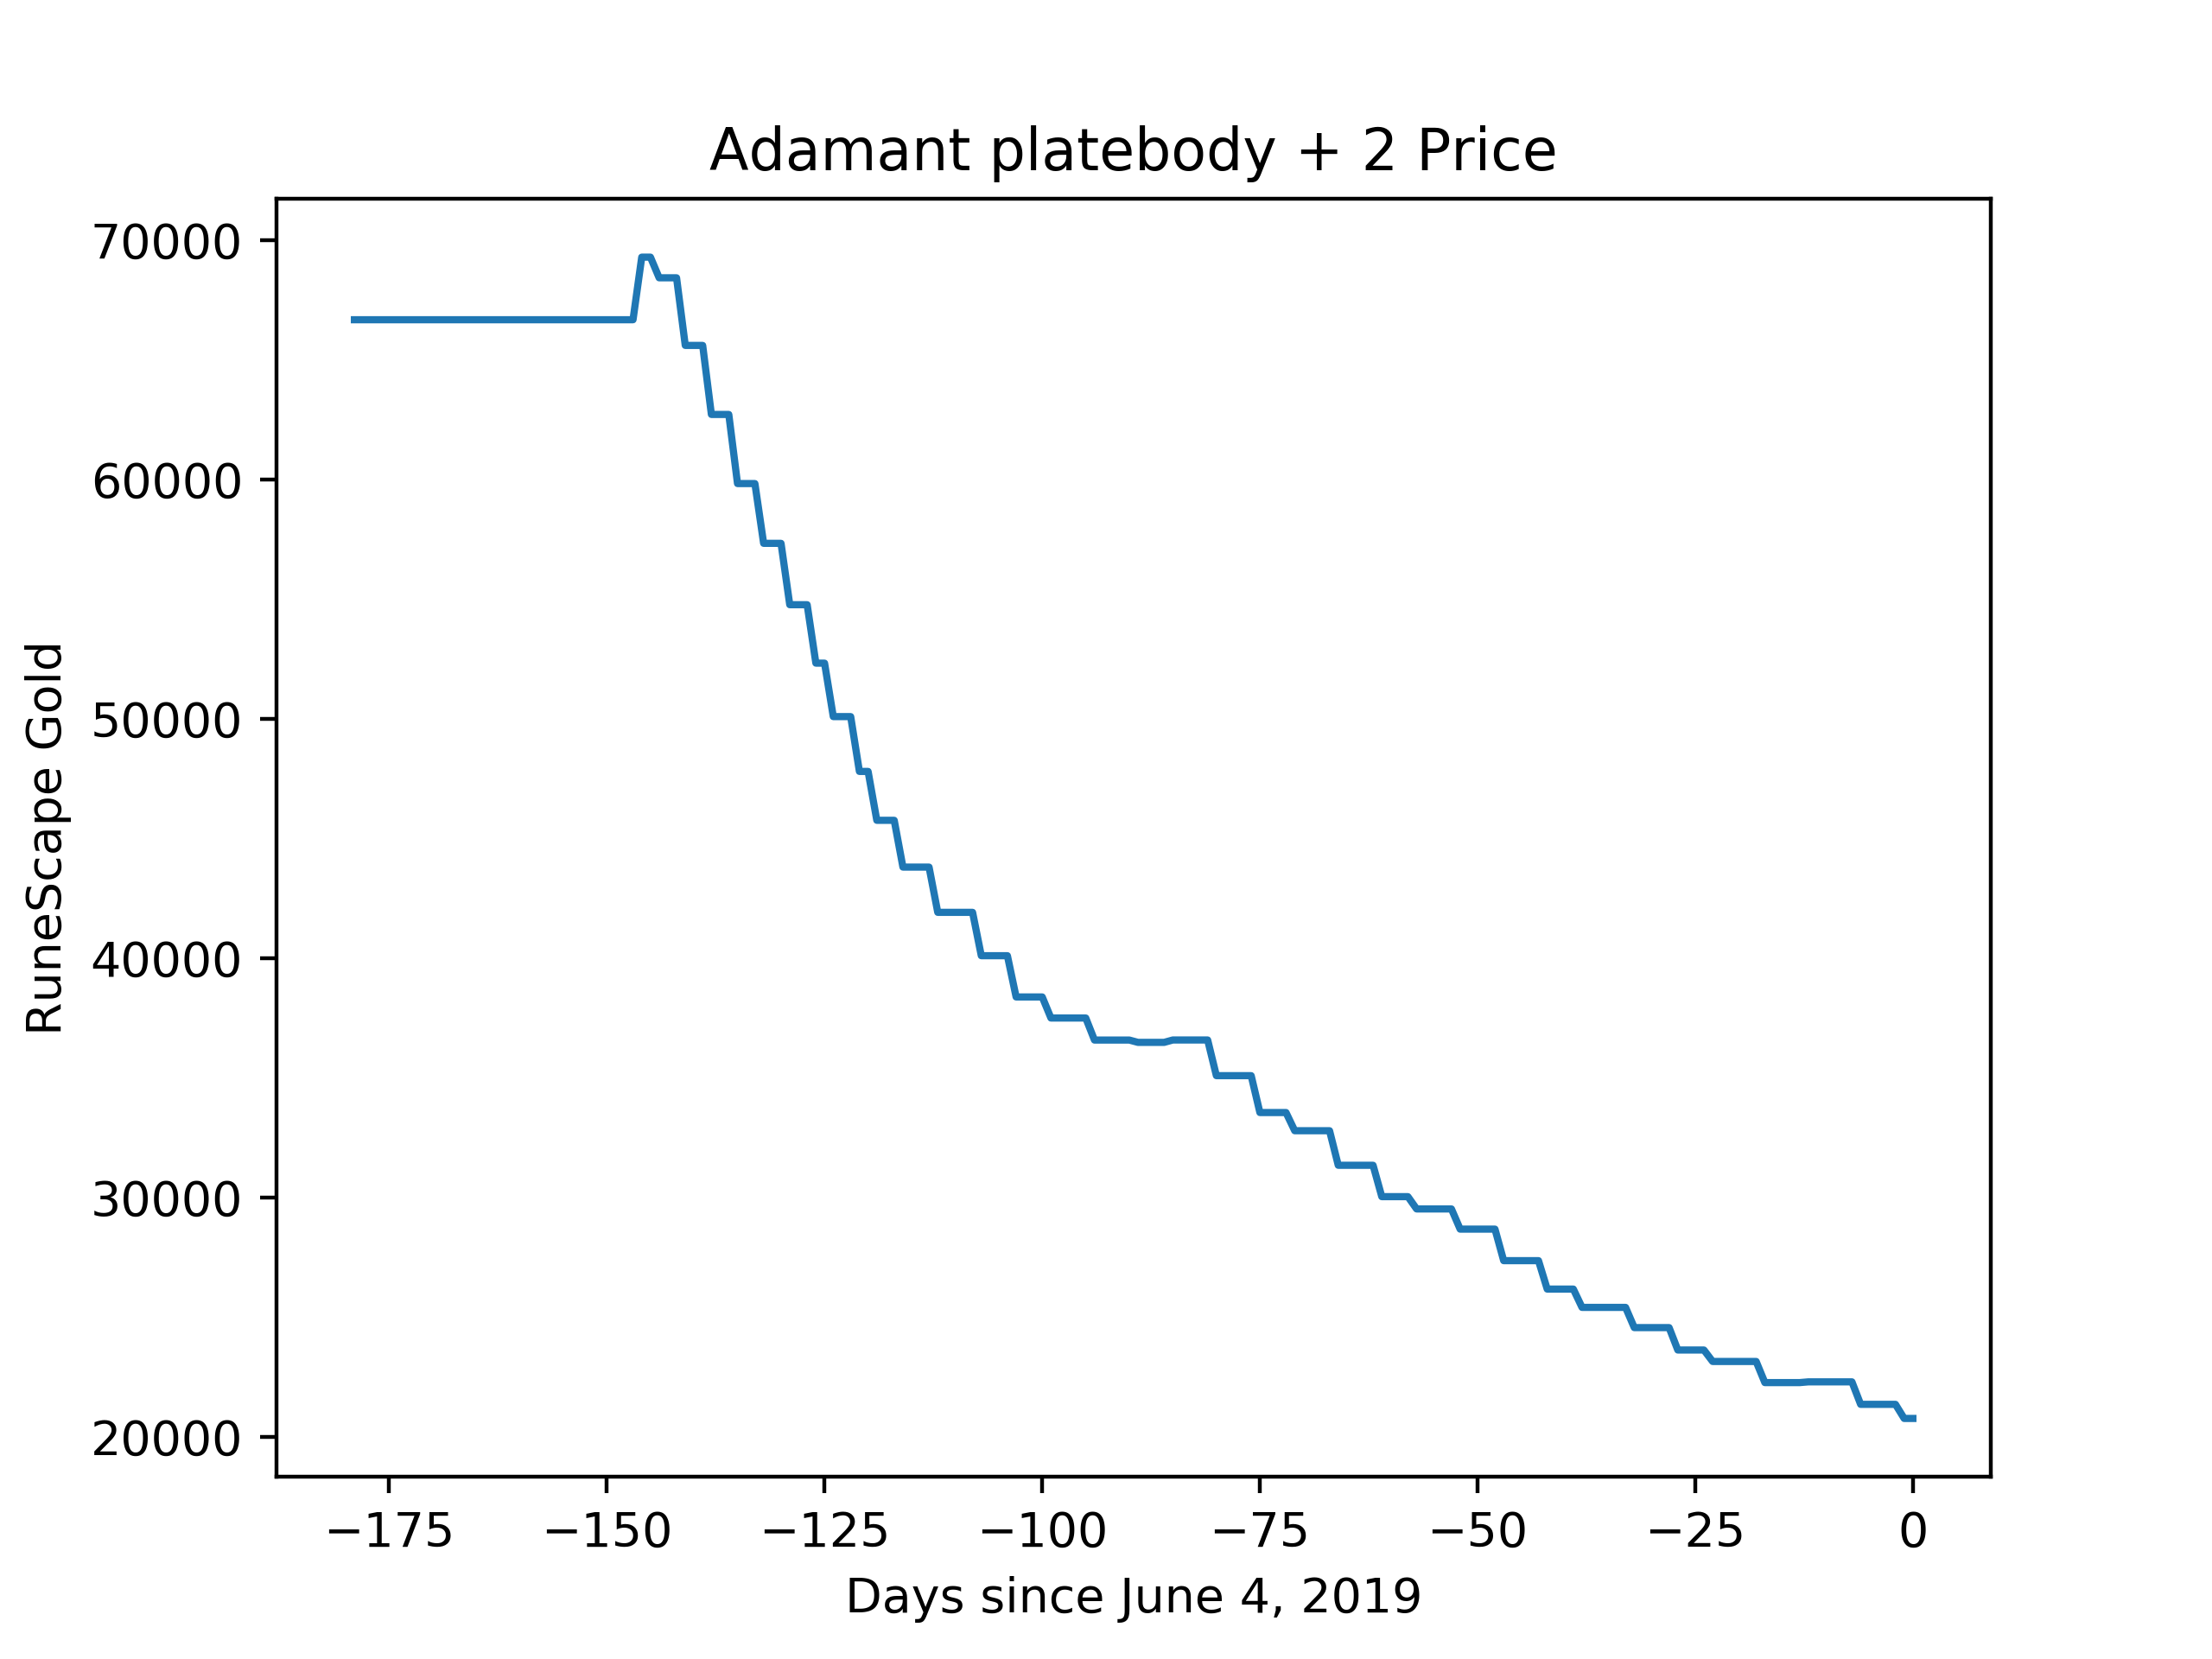 Adamant platebody + 2 Price
RuneScape Gold
70000
60000
50000
40000
30000
20000
−175 −150 −125 −100 −75 −50 −25 0
Days since June 4, 2019